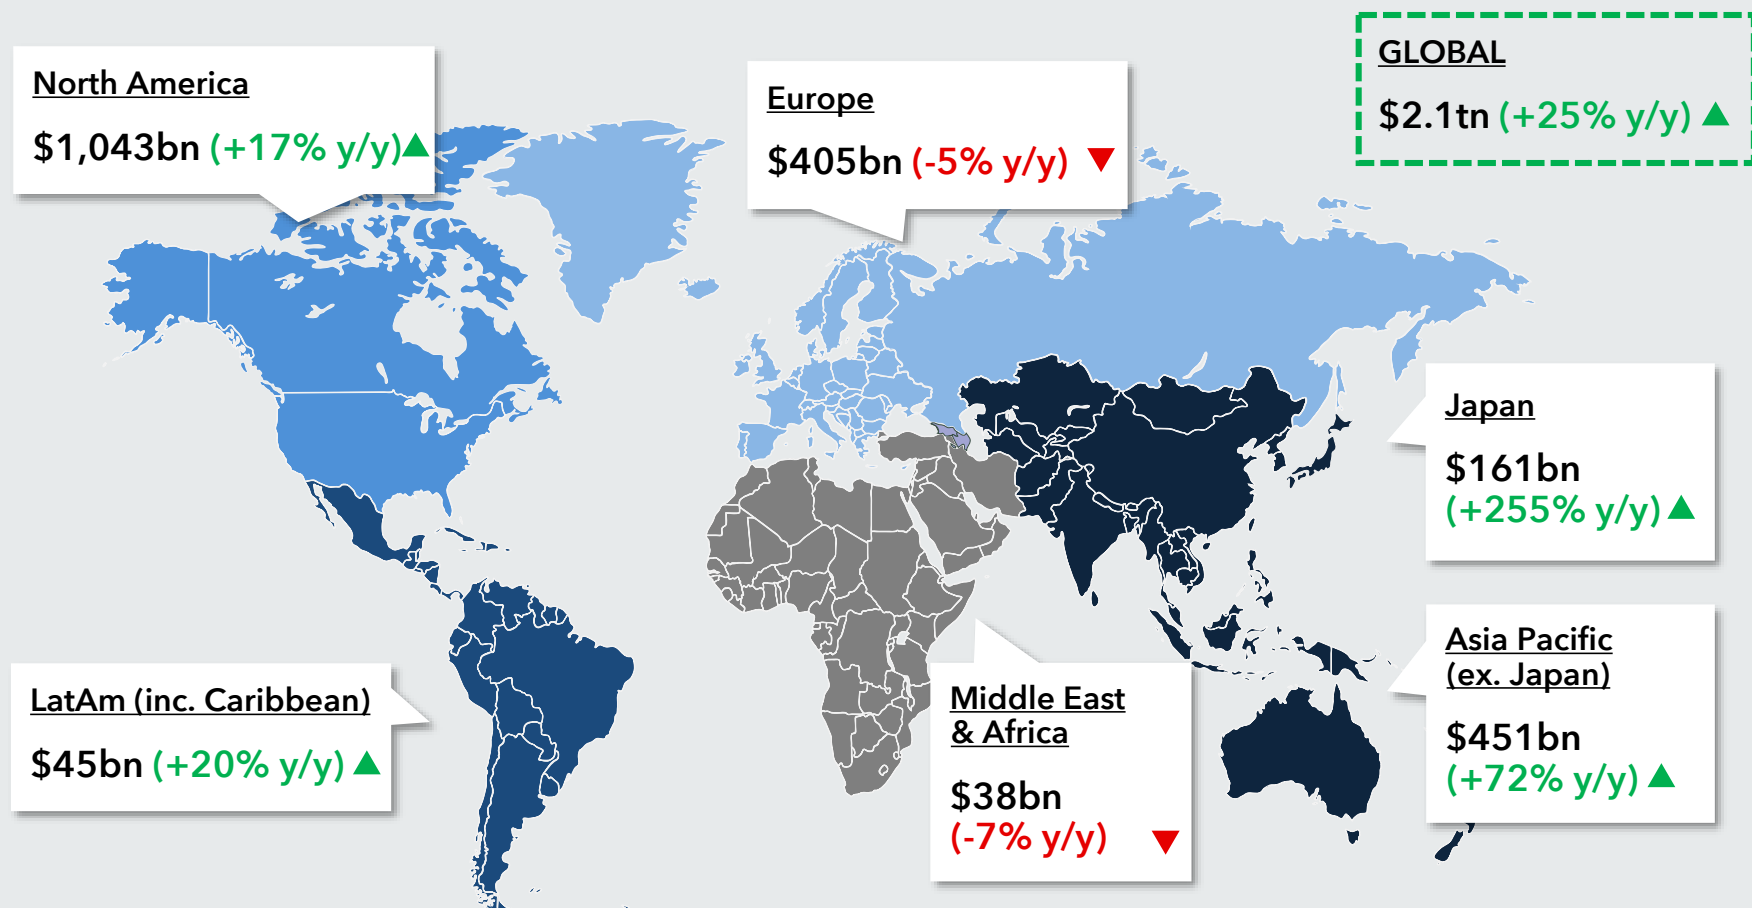 North America
$1,043bn (+17% y/y)▲
Europe
$405bn (-5% y/y) ▼
GLOBAL
$2.1tn (+25% y/y) ▲
Japan
$161bn
(+255% y/y) ▲
LatAm (inc. Caribbean)
$45bn (+20% y/y) ▲
Middle East
& Africa
$38bn
(-7% y/y) ▼
Asia Pacific
(ex. Japan)
$451bn
(+72% y/y) ▲